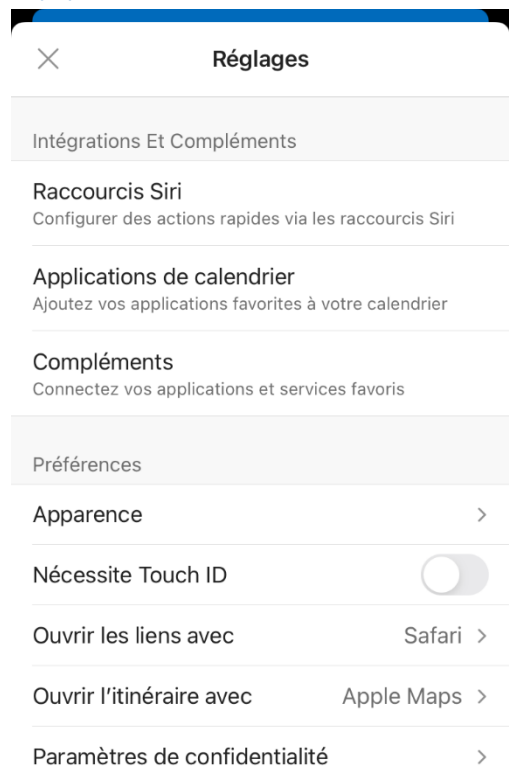 Réglages
Intégrations Et Compléments
Raccourcis Siri
Configurer des actions rapides via les raccourcis Siri
Applications de calendrier
Ajoutez vos applications favorites à votre calendrier
Compléments
Connectez vos applications et services favoris
Préférences
Apparence
Nécessite Touch ID
Ouvrir les liens avec Safari
Ouvrir l’itinéraire avec Apple Maps
Paramètres de confidentialité